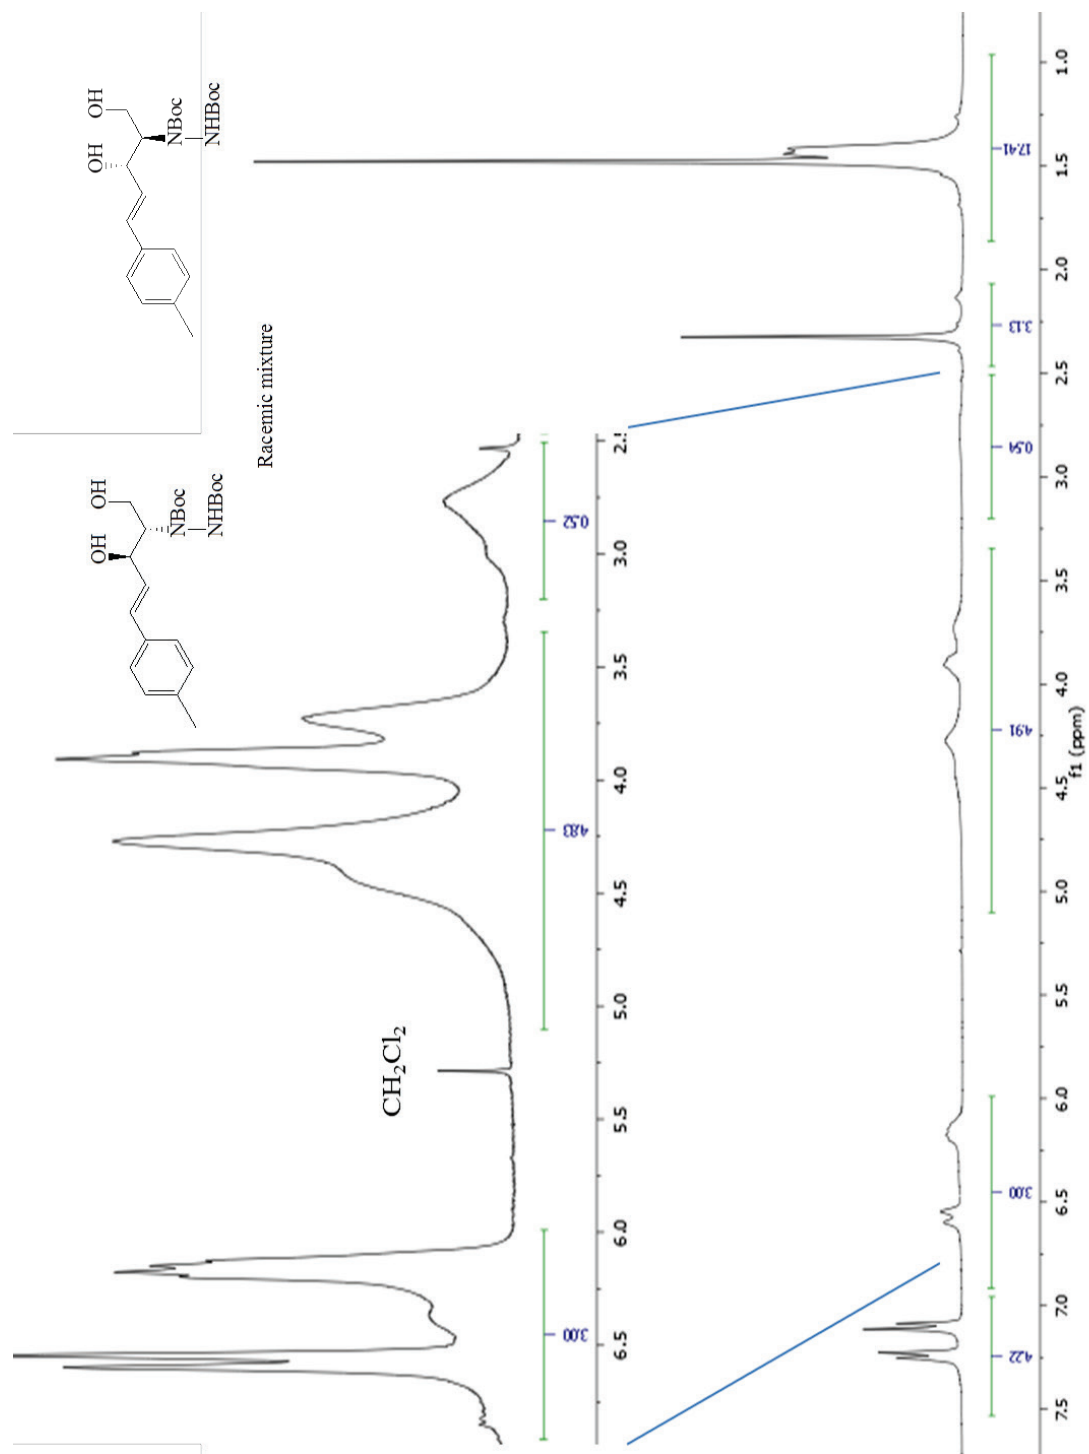 OH OH
NBoc
NHBoc
OH OH
NBoc
NHBoc
Racemic mixture
CH₂Cl₂
3.00 4.83 0.52
6.5 6.0 5.5 5.0 4.5 4.0 3.5 3.0
4.22 3.00 4.91 0.54 3.13 17.41
7.5 7.0 6.5 6.0 5.5 5.0 4.5 4.0 3.5 3.0 2.5 2.0 1.5 1.0
f1 (ppm)